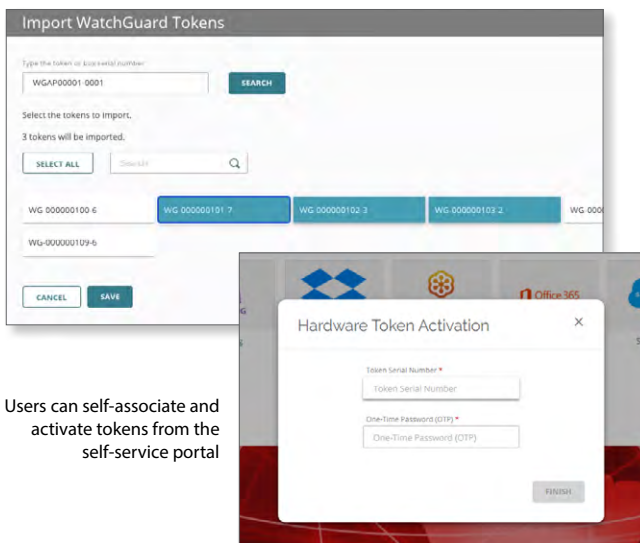 Import WatchGuard Tokens
Type the token or box serial number
WGAP00001-0001
SEARCH
Select the tokens to import.
3 tokens will be imported.
SELECT ALL
Search
WG-000000100-6
WG-000000101-7
WG-000000102-3
WG-000000103-2
WG-000
WG-000000109-6
CANCEL
SAVE
Office 365
Hardware Token Activation
Token Serial Number *
Token Serial Number
One-Time Password (OTP) *
One-Time Password (OTP)
FINISH
Users can self-associate and
activate tokens from the
self-service portal